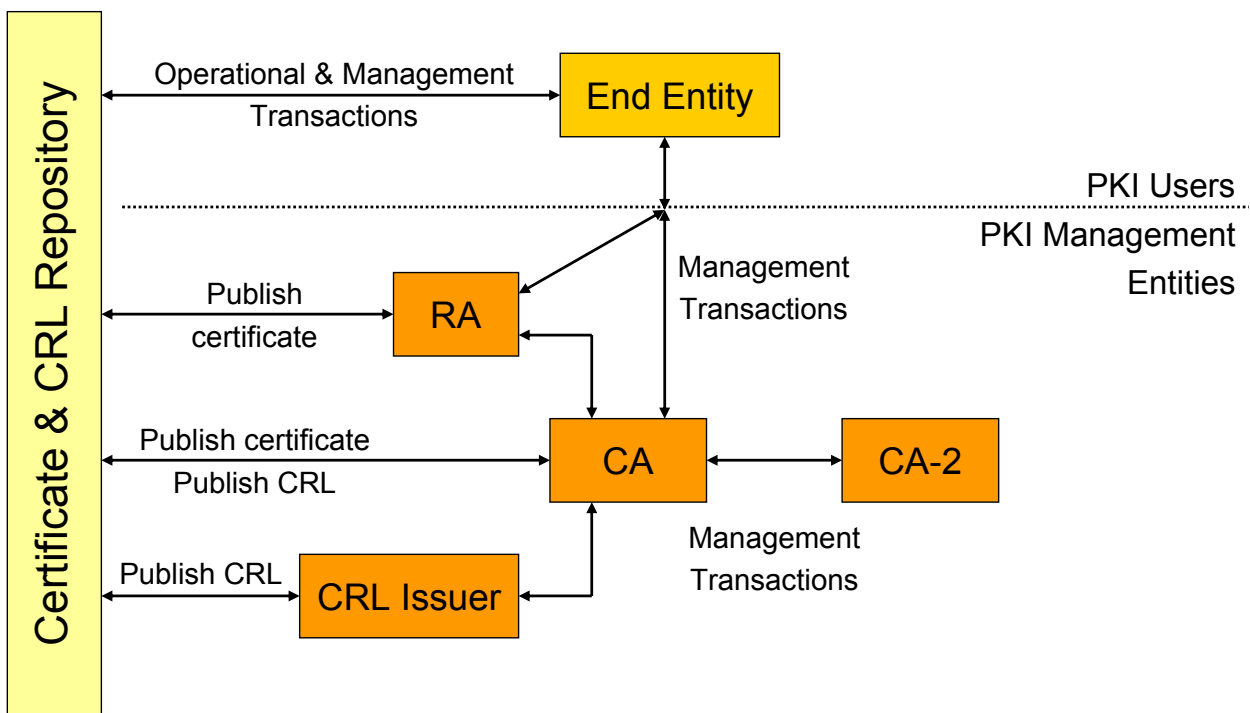 Certificate & CRL Repository
Operational & Management
Transactions
End Entity
PKI Users
PKI Management
Entities
Management
Transactions
Publish
certificate
RA
Publish certificate
Publish CRL
CA
CA-2
Management
Transactions
Publish CRL
CRL Issuer